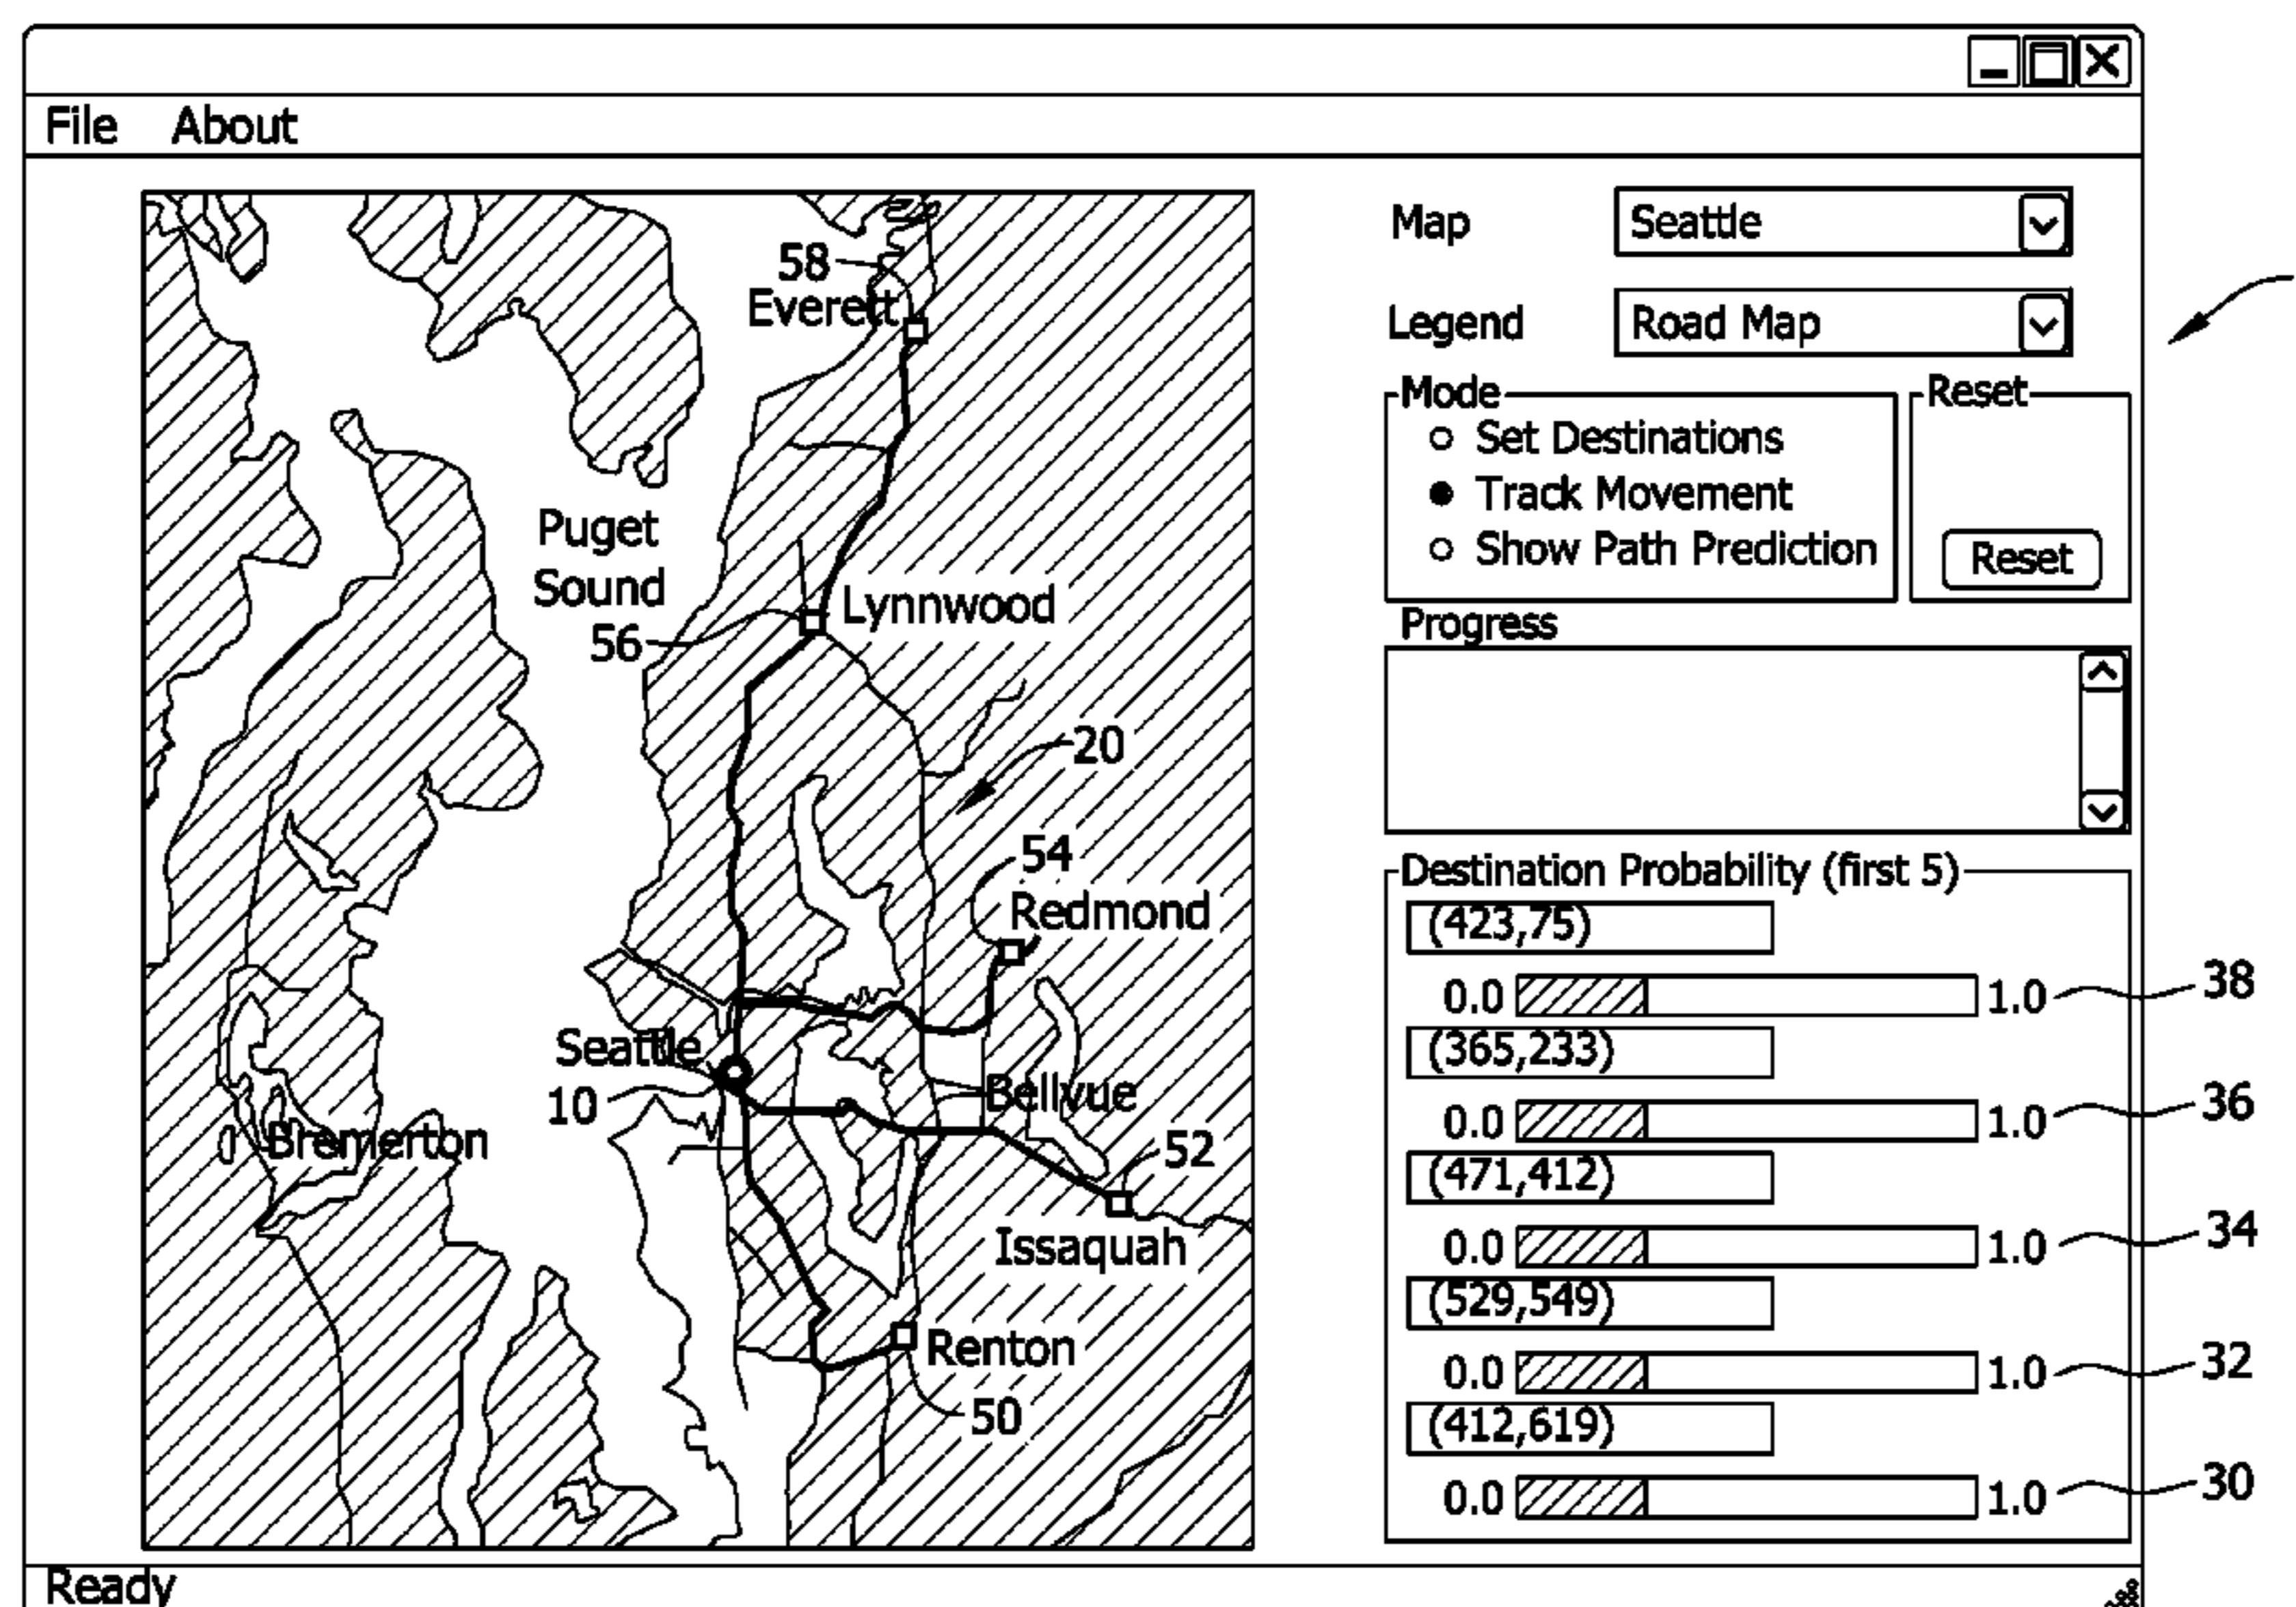 File About
Map Seattle
Legend Road Map
Mode
Set Destinations
Track Movement
Show Path Prediction
Reset
Reset
Progress
Destination Probability (first 5)
(423,75)
0.0 1.0 38
(365,233)
0.0 1.0 36
(471,412)
0.0 1.0 34
(529,549)
0.0 1.0 32
(412,619)
0.0 1.0 30
58
Everett
Puget
Sound
Lynnwood
56
20
54
Redmond
Seattle
10
Bellvue
Bremerton
52
Issaquah
Renton
50
Ready